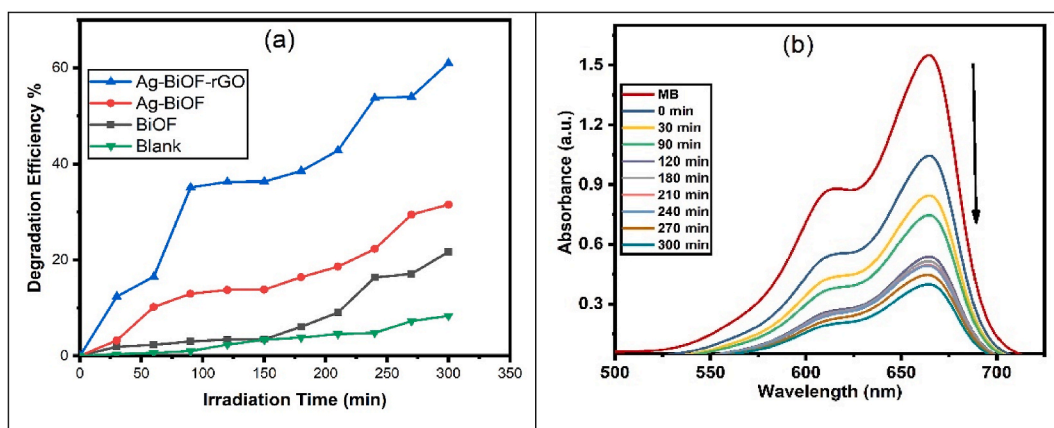 (a)
Degradation Efficiency %
60
40
20
0
Ag-BiOF-rGO
Ag-BiOF
BiOF
Blank
0 50 100 150 200 250 300 350
Irradiation Time (min)
(b)
Absorbance (a.u.)
1.5
1.2
0.9
0.6
0.3
MB
0 min
30 min
90 min
120 min
180 min
210 min
240 min
270 min
300 min
500 550 600 650 700
Wavelength (nm)